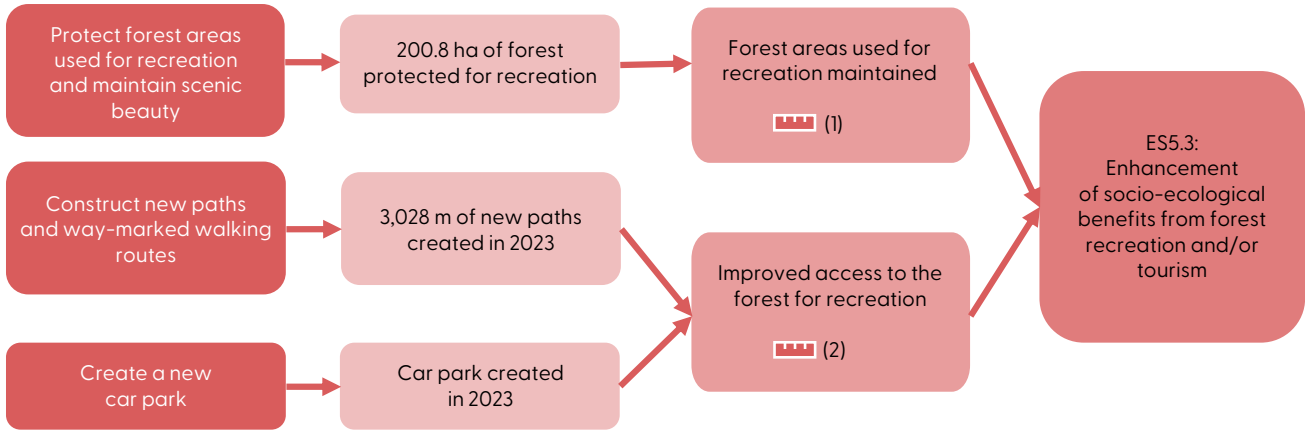 Protect forest areas
used for recreation
and maintain scenic
beauty
200.8 ha of forest
protected for recreation
Forest areas used for
recreation maintained
(1)
Construct new paths
and way-marked walking
routes
3,028 m of new paths
created in 2023
Improved access to the
forest for recreation
(2)
Create a new
car park
Car park created
in 2023
ES5.3:
Enhancement
of socio-ecological
benefits from forest
recreation and/or
tourism